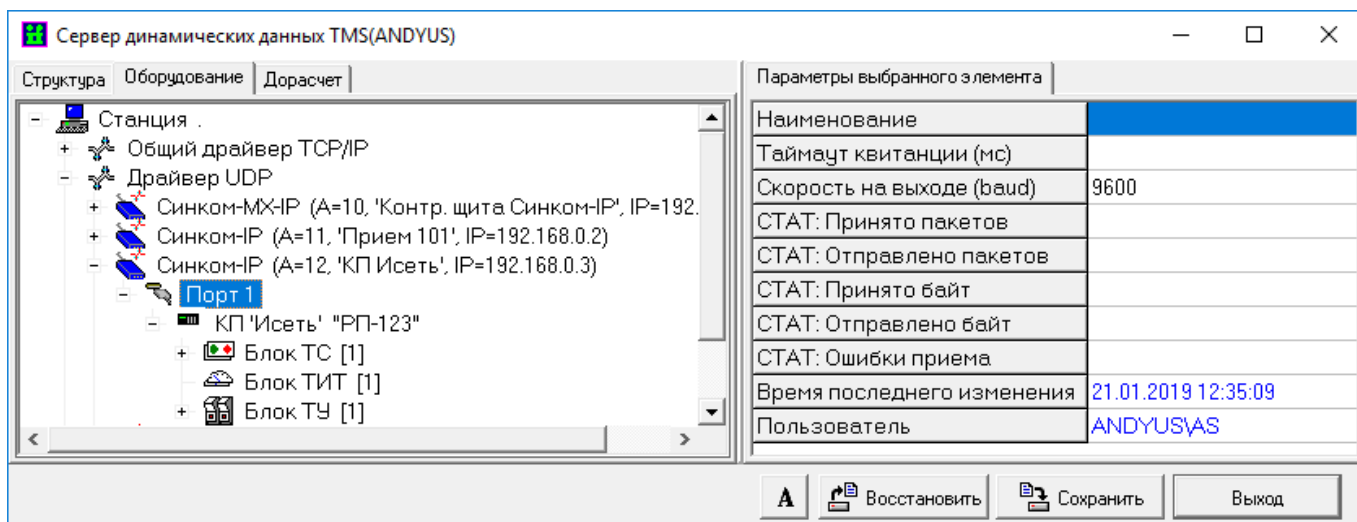 Сервер динамических данных TMS(ANDYUS)
Структура Оборудование Дорасчет
Станция .
Общий драйвер TCP/IP
Драйвер UDP
Синком-МХ-IP (А=10, 'Контр. щита Синком-IP', IP=192.
Синком-IP (А=11, 'Прием 101', IP=192.168.0.2)
Синком-IP (А=12, 'КП Исеть', IP=192.168.0.3)
Порт 1
КП 'Исеть' "РП-123"
Блок ТС [1]
Блок ТИТ [1]
Блок ТУ [1]
Параметры выбранного элемента
Наименование
Таймаут квитанции (мс)
Скорость на выходе (baud) 9600
СТАТ: Принято пакетов
СТАТ: Отправлено пакетов
СТАТ: Принято байт
СТАТ: Отправлено байт
СТАТ: Ошибки приема
Время последнего изменения 21.01.2019 12:35:09
Пользователь ANDYUS\AS
A Восстановить Сохранить Выход